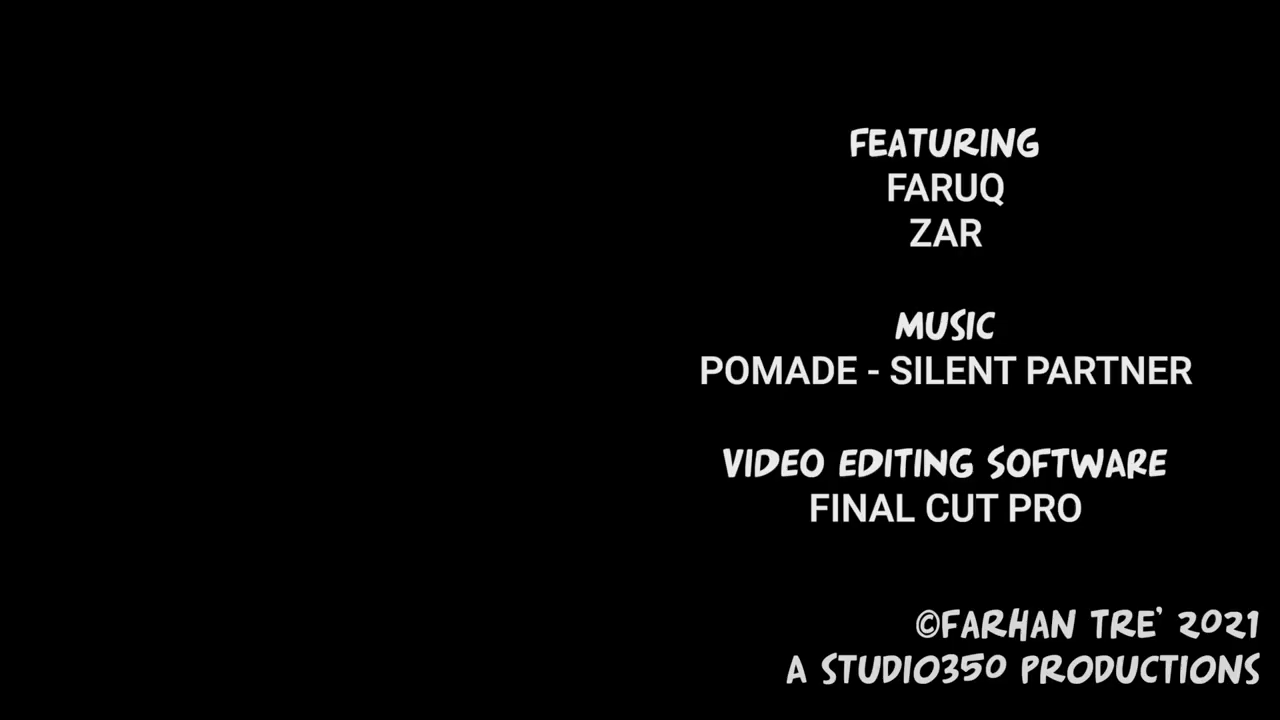 FEATURING
FARUQ
ZAR
MUSIC
POMADE - SILENT PARTNER
VIDEO EDITING SOFTWARE
FINAL CUT PRO
©FARHAN TRE' 2021
A STUDIO350 PRODUCTIONS